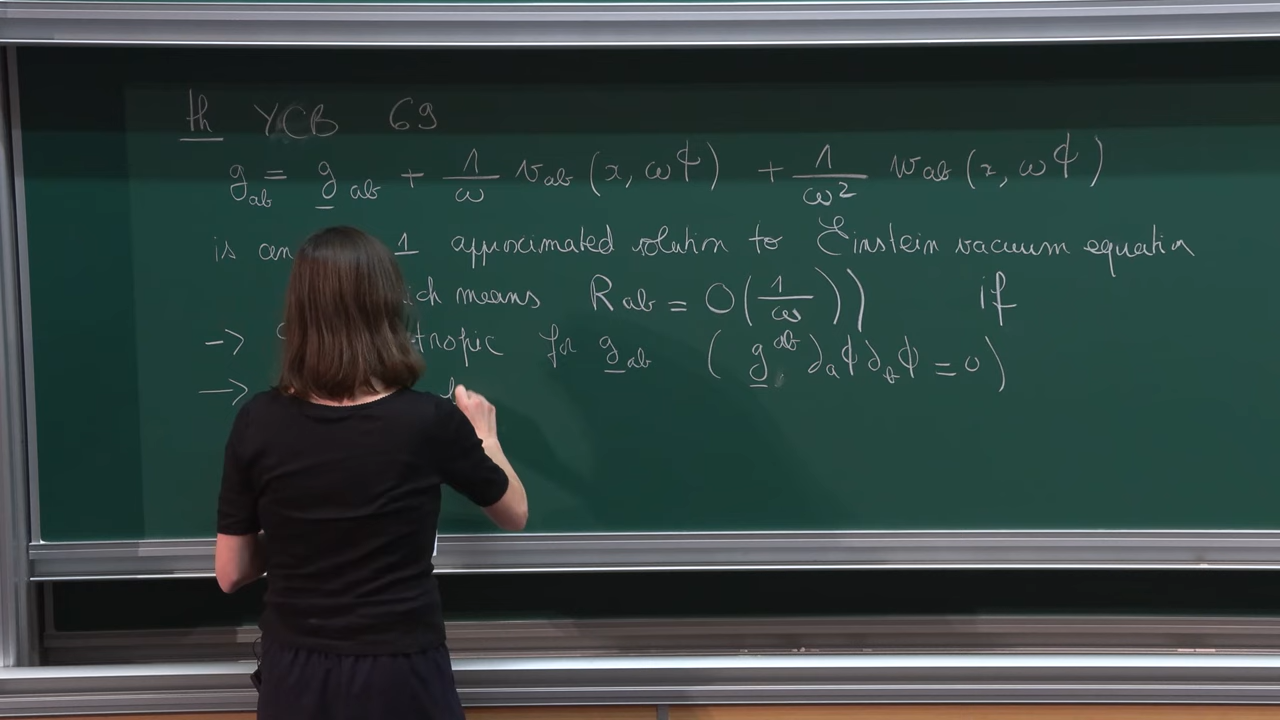 th YCB 69
g_ab = g_ab + 1/ω v_ab (x, ωϕ) + 1/ω² w_ab (x, ωϕ)
is an 1 approximated solution to Einstein vacuum equation
means R_ab = O(1/ω)) if
→ tropic for g_ab (g^ab ∂_a ϕ ∂_b ϕ = 0)
→